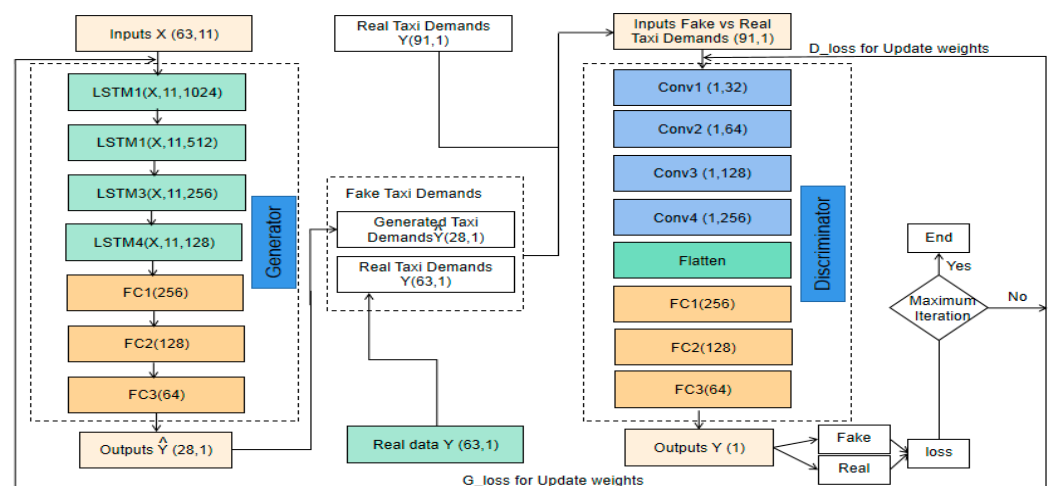 Inputs X (63,11)
LSTM1(X,11,1024)
LSTM1(X,11,512)
LSTM3(X,11,256)
LSTM4(X,11,128)
FC1(256)
FC2(128)
FC3(64)
Generator
Outputs Ŷ (28,1)
Real Taxi Demands
Y(91,1)
Fake Taxi Demands
Generated Taxi
DemandsŶ(28,1)
Real Taxi Demands
Y(63,1)
Real data Y (63,1)
Inputs Fake vs Real
Taxi Demands (91,1)
D_loss for Update weights
Conv1 (1,32)
Conv2 (1,64)
Conv3 (1,128)
Conv4 (1,256)
Flatten
FC1(256)
FC2(128)
FC3(64)
Discriminator
Outputs Y (1)
Fake
Real
loss
End
Yes
Maximum
Iteration
No
G_loss for Update weights